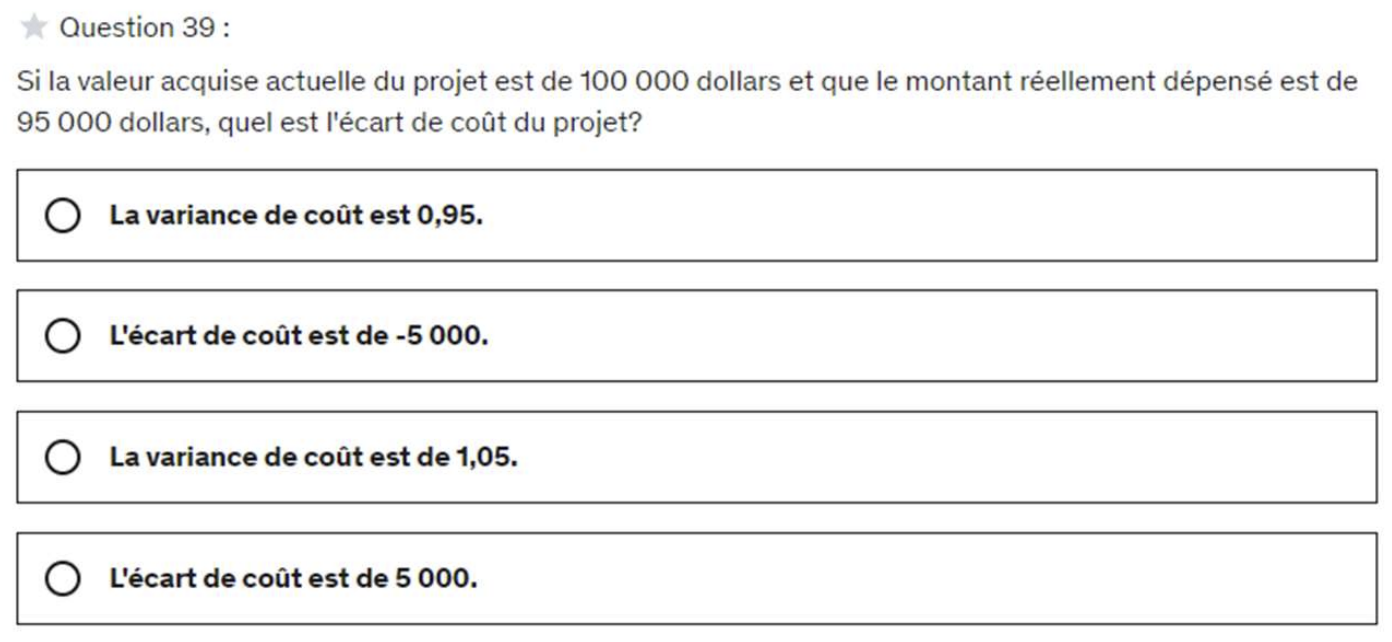 Question 39 :
Si la valeur acquise actuelle du projet est de 100 000 dollars et que le montant réellement dépensé est de
95 000 dollars, quel est l'écart de coût du projet?
La variance de coût est 0,95.
L'écart de coût est de -5 000.
La variance de coût est de 1,05.
L'écart de coût est de 5 000.